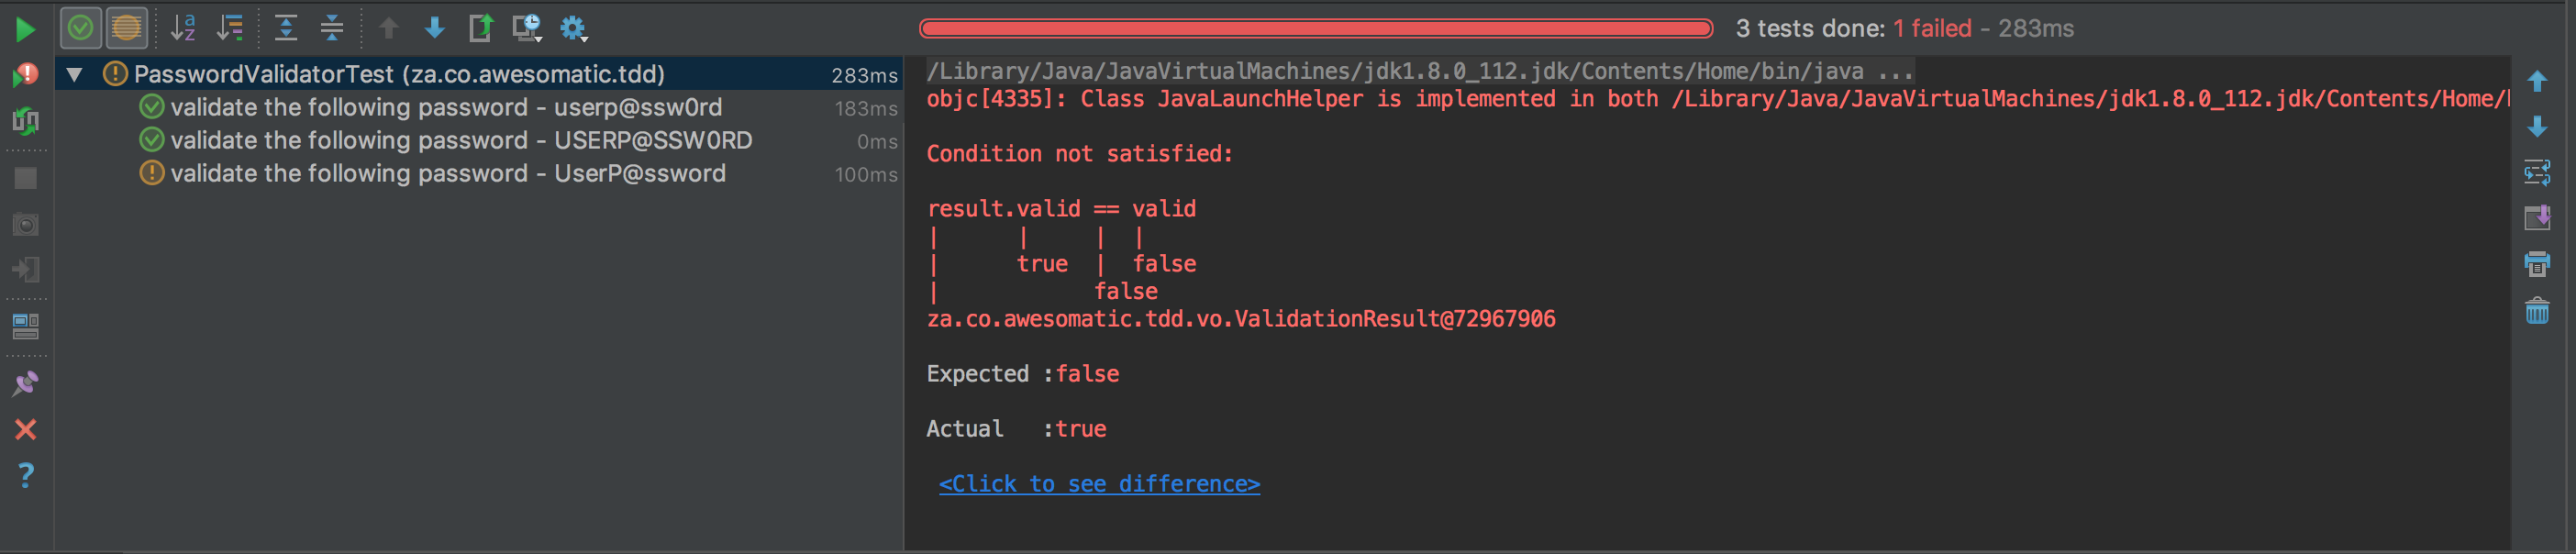 3 tests done: 1 failed - 283ms
PasswordValidatorTest (za.co.awesomatic.tdd) 283ms
validate the following password - userp@ssw0rd 183ms
validate the following password - USERP@SSW0RD 0ms
validate the following password - UserP@ssword 100ms
/Library/Java/JavaVirtualMachines/jdk1.8.0_112.jdk/Contents/Home/bin/java ...
objc[4335]: Class JavaLaunchHelper is implemented in both /Library/Java/JavaVirtualMachines/jdk1.8.0_112.jdk/Contents/Home/
Condition not satisfied:
result.valid == valid
|      |     |  |
|      true  |  false
|            false
za.co.awesomatic.tdd.vo.ValidationResult@72967906
Expected :false
Actual   :true
<Click to see difference>